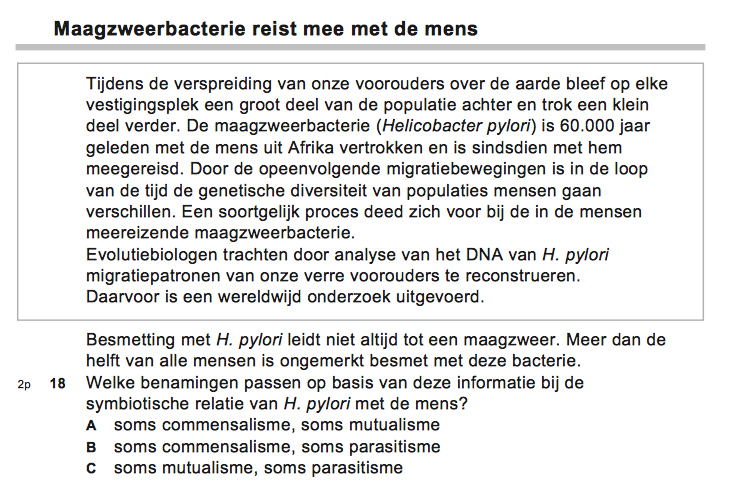 Maagzweerbacterie reist mee met de mens
Tijdens de verspreiding van onze voorouders over de aarde bleef op elke
vestigingsplek een groot deel van de populatie achter en trok een klein
deel verder. De maagzweerbacterie (Helicobacter pylori) is 60.000 jaar
geleden met de mens uit Afrika vertrokken en is sindsdien met hem
meegereisd. Door de opeenvolgende migratiebewegingen is in de loop
van de tijd de genetische diversiteit van populaties mensen gaan
verschillen. Een soortgelijk proces deed zich voor bij de in de mensen
meereizende maagzweerbacterie.
Evolutiebiologen trachten door analyse van het DNA van H. pylori
migratiepatronen van onze verre voorouders te reconstrueren.
Daarvoor is een wereldwijd onderzoek uitgevoerd.
Besmetting met H. pylori leidt niet altijd tot een maagzweer. Meer dan de
helft van alle mensen is ongemerkt besmet met deze bacterie.
2p 18 Welke benamingen passen op basis van deze informatie bij de
symbiotische relatie van H. pylori met de mens?
A soms commensalisme, soms mutualisme
B soms commensalisme, soms parasitisme
C soms mutualisme, soms parasitisme